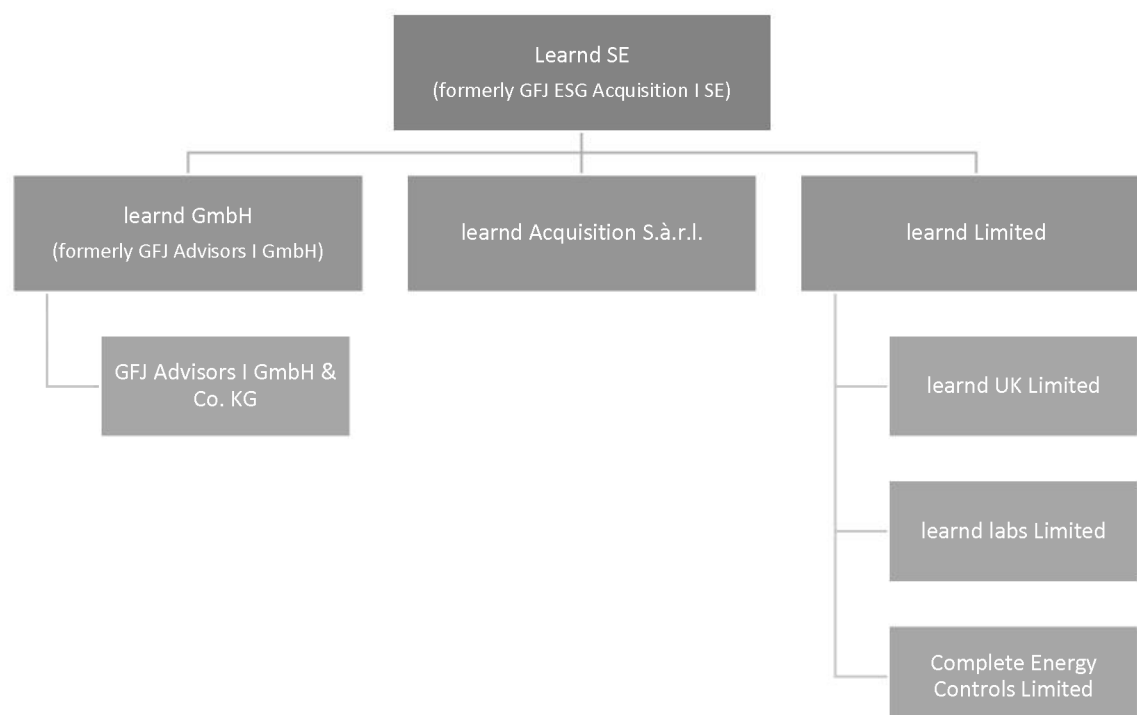 Learnd SE
(formerly GFJ ESG Acquisition I SE)
learnd GmbH
(formerly GFJ Advisors I GmbH)
learnd Acquisition S.à.r.l.
learnd Limited
GFJ Advisors I GmbH &
Co. KG
learnd UK Limited
learnd labs Limited
Complete Energy
Controls Limited